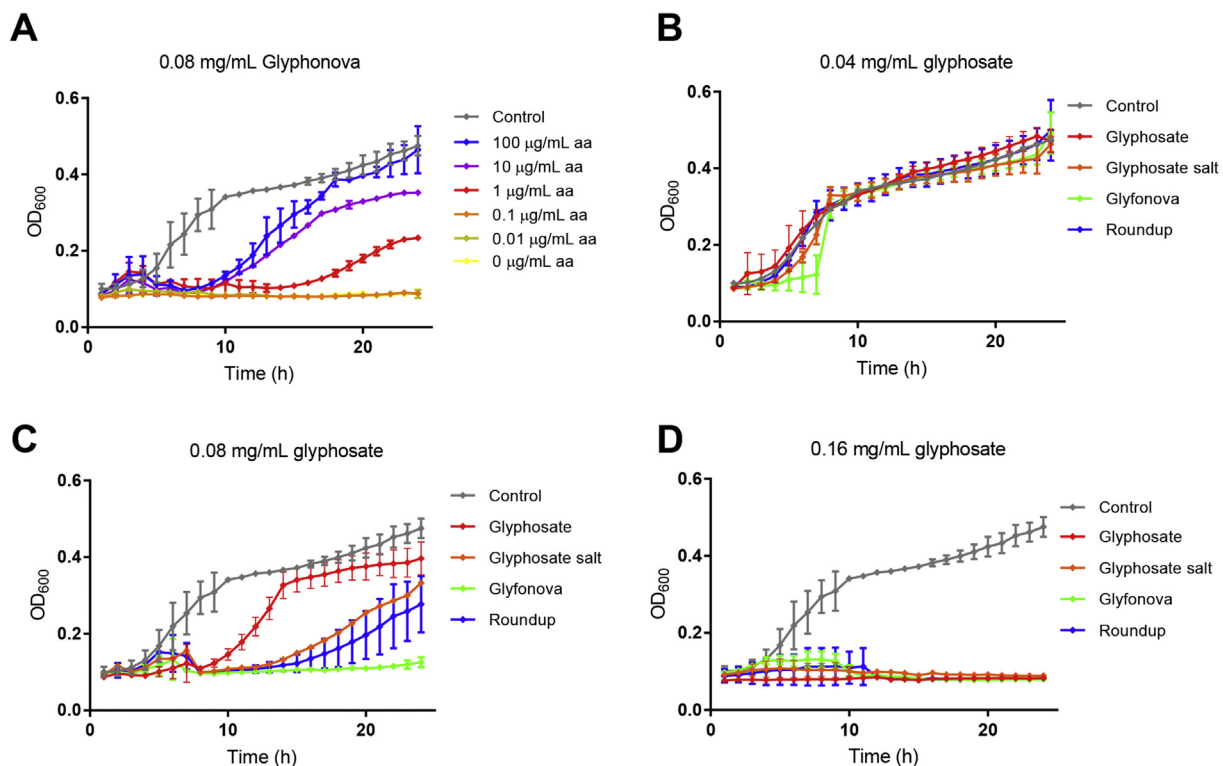 A
0.08 mg/mL Glyphonova
OD600
0.6
0.4
0.2
0.0
0
10
20
Time (h)
Control
100 µg/mL aa
10 µg/mL aa
1 µg/mL aa
0.1 µg/mL aa
0.01 µg/mL aa
0 µg/mL aa
B
0.04 mg/mL glyphosate
OD600
0.6
0.4
0.2
0.0
0
10
20
Time (h)
Control
Glyphosate
Glyphosate salt
Glyfonova
Roundup
C
0.08 mg/mL glyphosate
OD600
0.6
0.4
0.2
0.0
0
10
20
Time (h)
Control
Glyphosate
Glyphosate salt
Glyfonova
Roundup
D
0.16 mg/mL glyphosate
OD600
0.6
0.4
0.2
0.0
0
10
20
Time (h)
Control
Glyphosate
Glyphosate salt
Glyfonova
Roundup